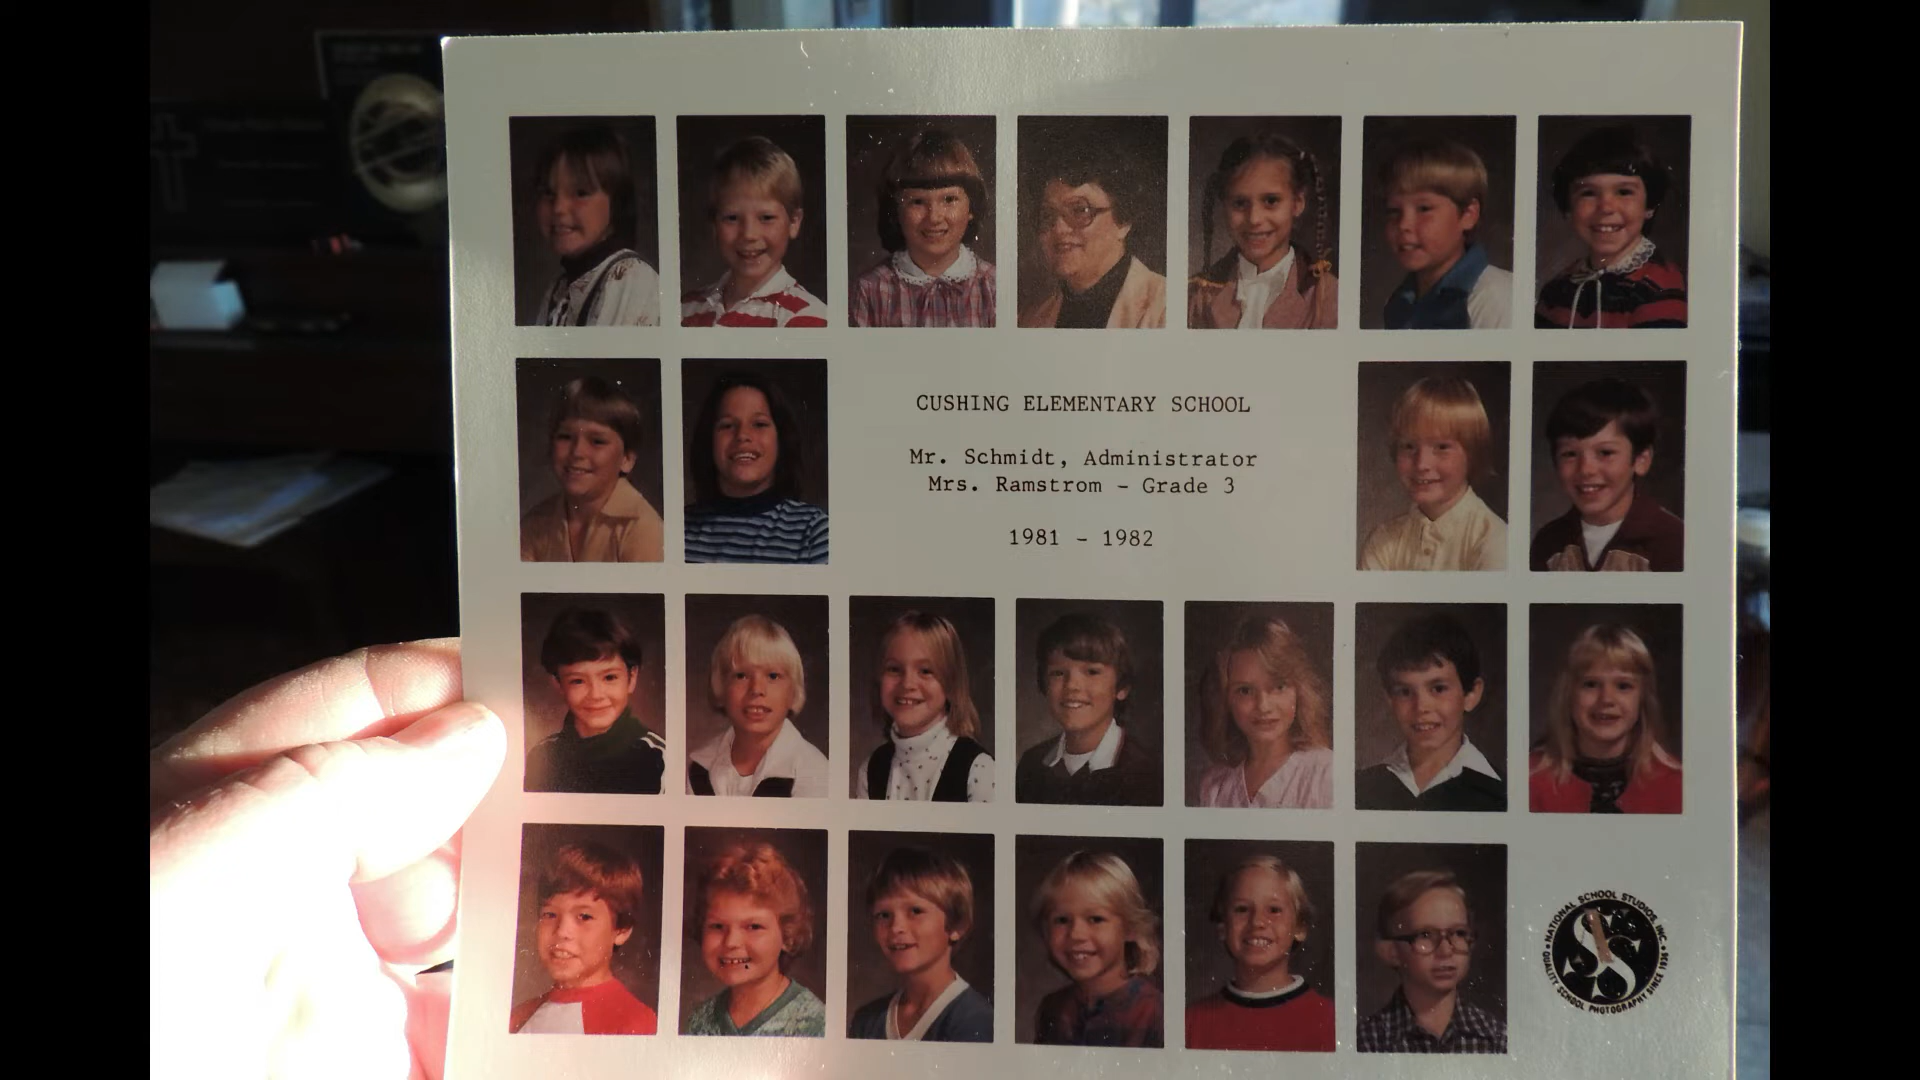 CUSHING ELEMENTARY SCHOOL
Mr. Schmidt, Administrator
Mrs. Ramstrom - Grade 3
1981 - 1982
NATIONAL SCHOOL STUDIOS, INC.
QUALITY SCHOOL PHOTOGRAPHY SINCE 1936